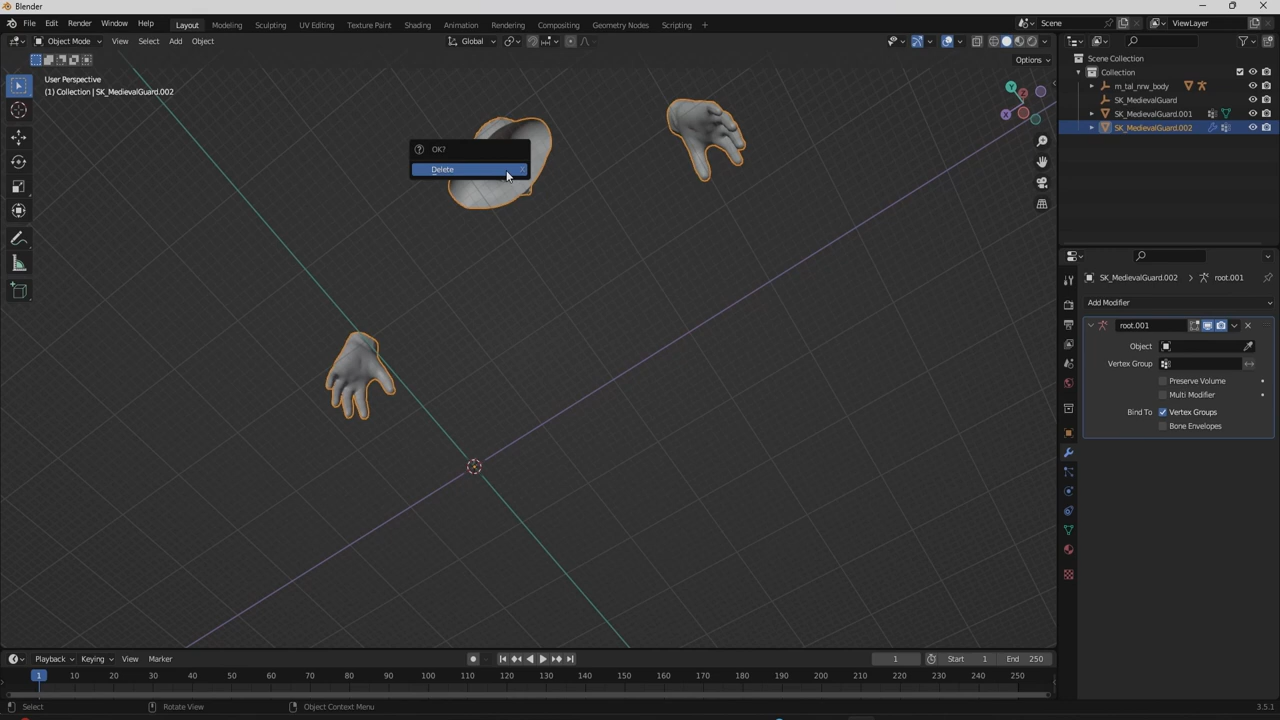 Blender
File Edit Render Window Help Layout Modeling Sculpting UV Editing Texture Paint Shading Animation Rendering Compositing Geometry Nodes Scripting + Scene ViewLayer
Object Mode View Select Add Object Global
Options
User Perspective
(1) Collection | SK_MedievalGuard.002
OK?
Delete X
Y
Z
X
Scene Collection
Collection
m_tal_nrw_body
SK_MedievalGuard
SK_MedievalGuard.001
SK_MedievalGuard.002
SK_MedievalGuard.002 > root.001
Add Modifier
root.001
Object
Vertex Group
Preserve Volume
Multi Modifier
Bind To Vertex Groups
Bone Envelopes
Playback Keying View Marker 1 Start 1 End 250
1 10 20 30 40 50 60 70 80 90 100 110 120 130 140 150 160 170 180 190 200 210 220 230 240 250
Select Rotate View Object Context Menu 3.5.1